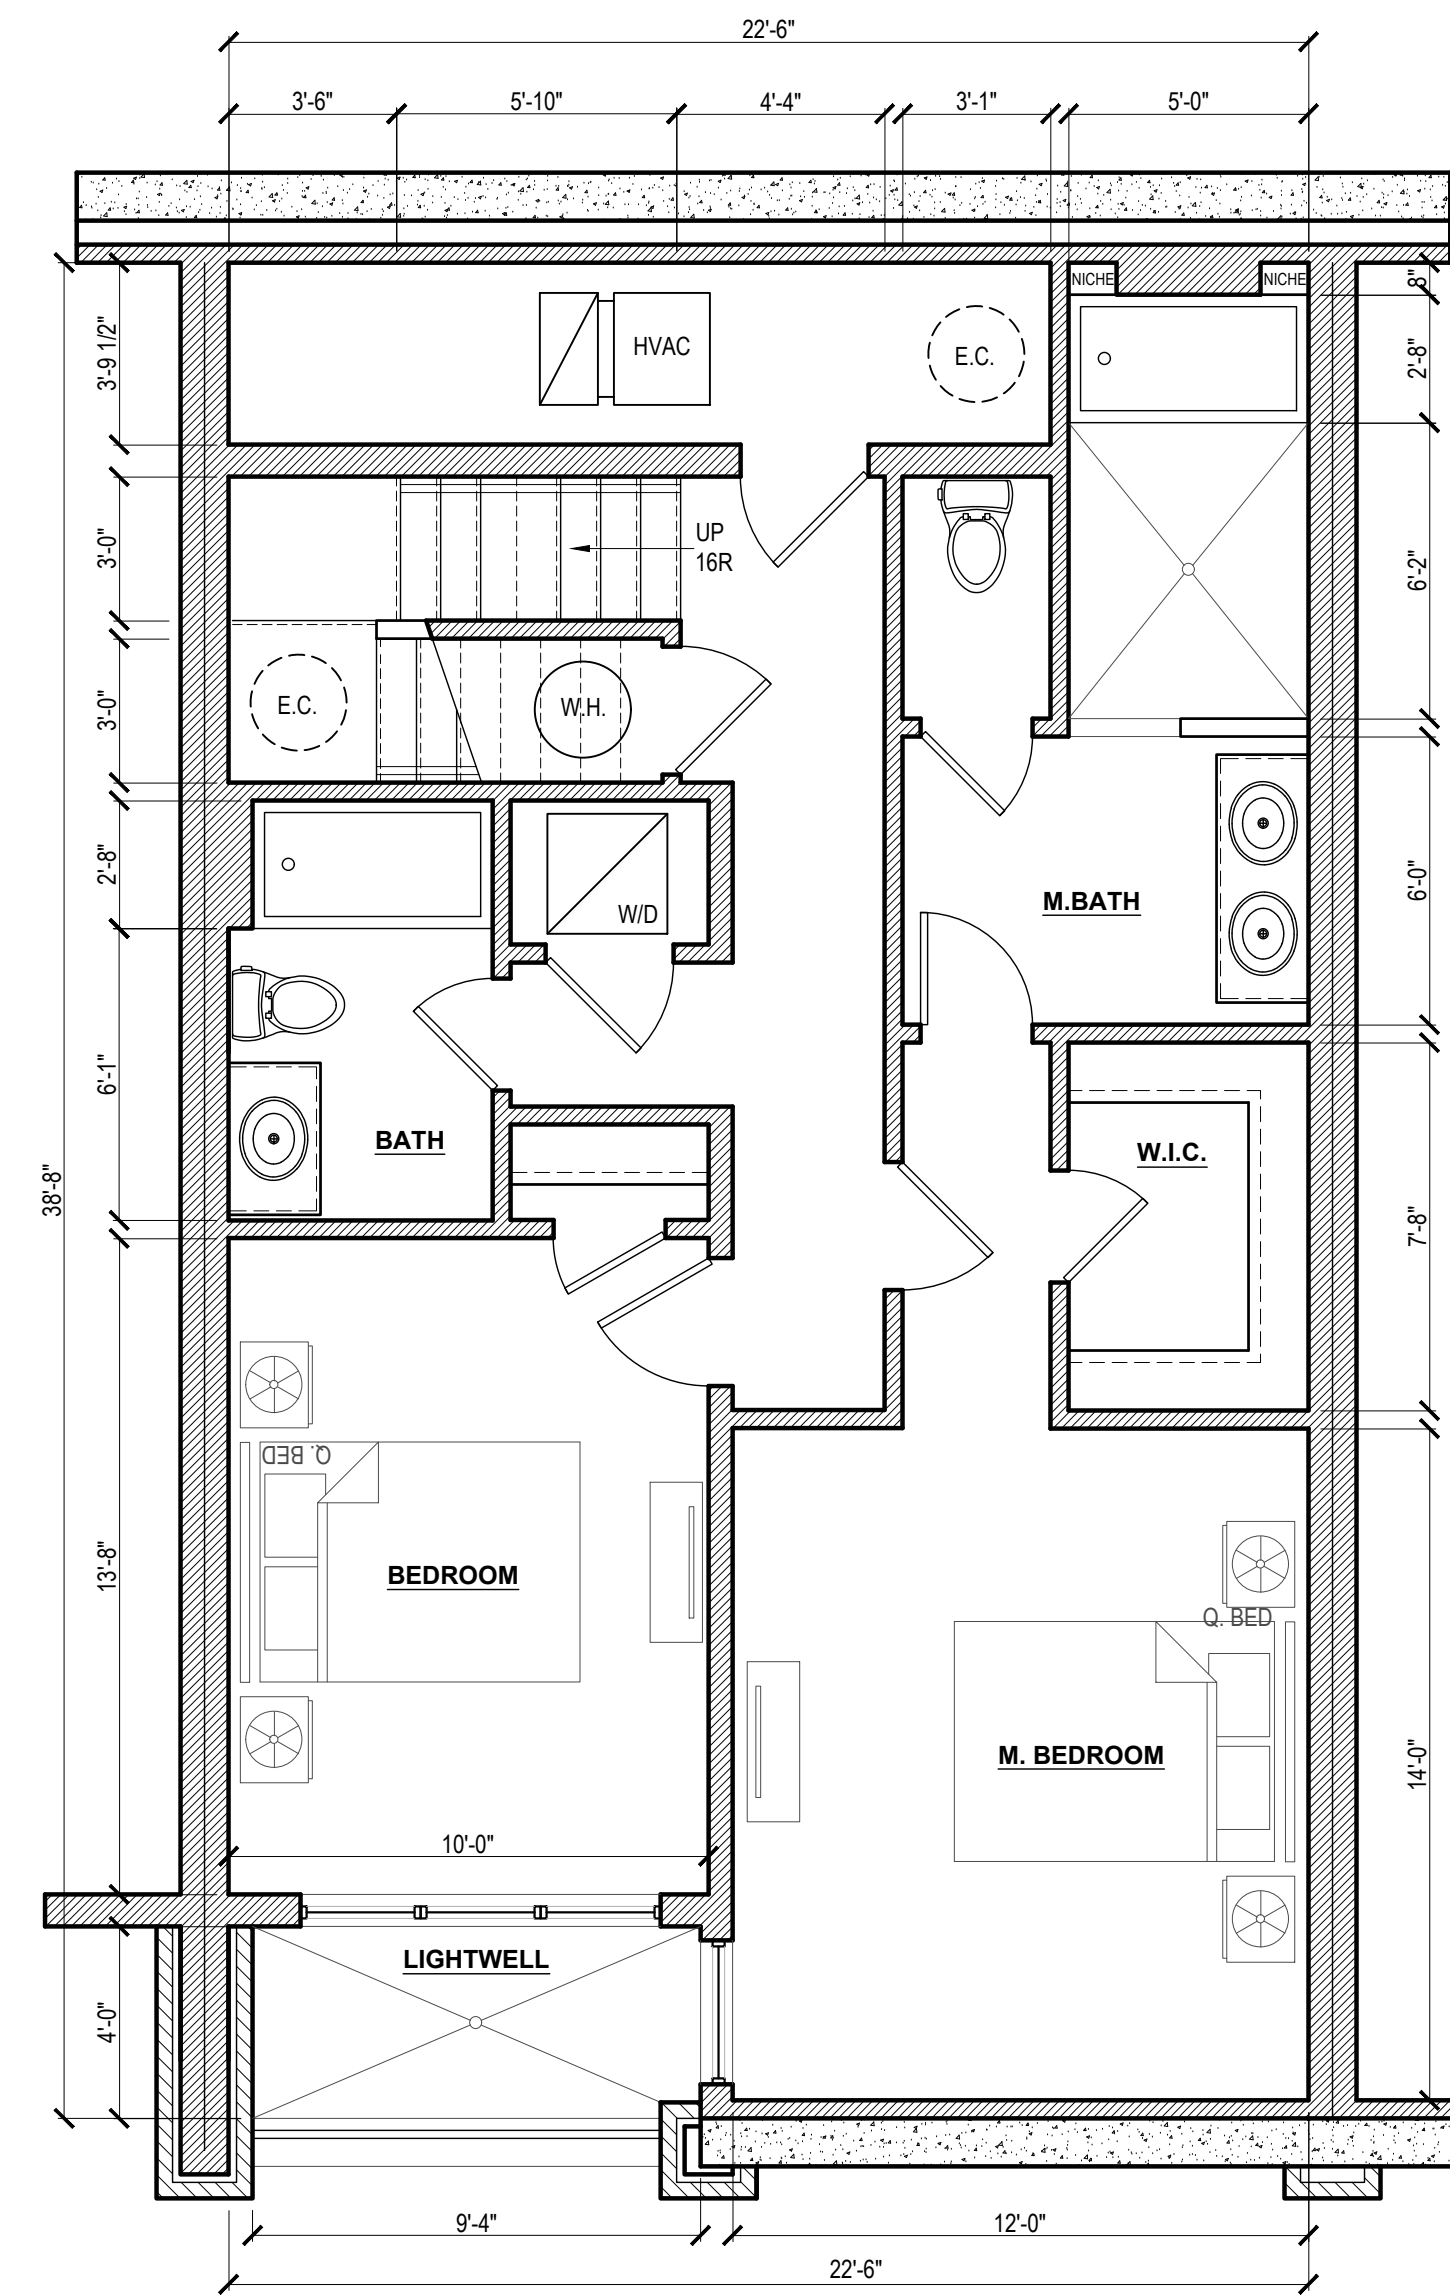 22'-6"
3'-6"
5'-10"
4'-4"
3'-1"
5'-0"
NICHE
NICHE
8"
HVAC
E.C.
3'-9 1/2"
2'-8"
UP
16R
3'-0"
6'-2"
E.C.
W.H.
3'-0"
2'-8"
W/D
M.BATH
6'-0"
6'-1"
BATH
W.I.C.
38'-8"
7'-8"
Q. BED
13'-8"
BEDROOM
Q. BED
M. BEDROOM
14'-0"
10'-0"
LIGHTWELL
4'-0"
9'-4"
12'-0"
22'-6"